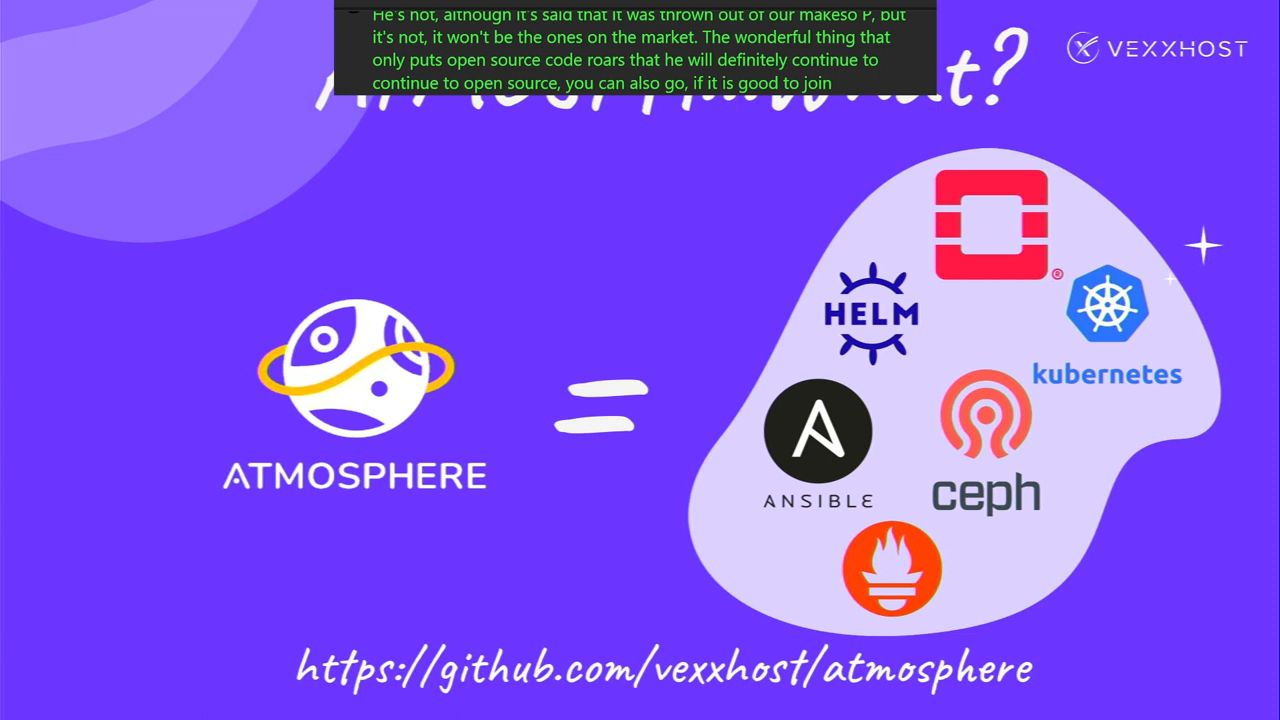 He's not, although it's said that it was thrown out of our makeso P, but
it's not, it won't be the ones on the market. The wonderful thing that
only puts open source code roars that he will definitely continue to
continue to open source, you can also go, if it is good to join
VEXXHOST
HELM
kubernetes
ATMOSPHERE
ANSIBLE
ceph
https://github.com/vexxhost/atmosphere